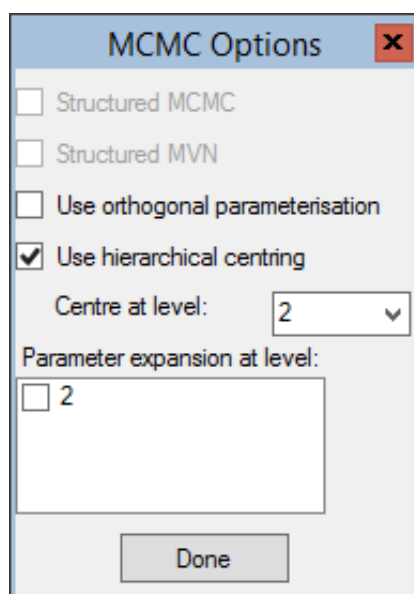 MCMC Options
Structured MCMC
Structured MVN
Use orthogonal parameterisation
Use hierarchical centring
Centre at level: 2
Parameter expansion at level:
2
Done